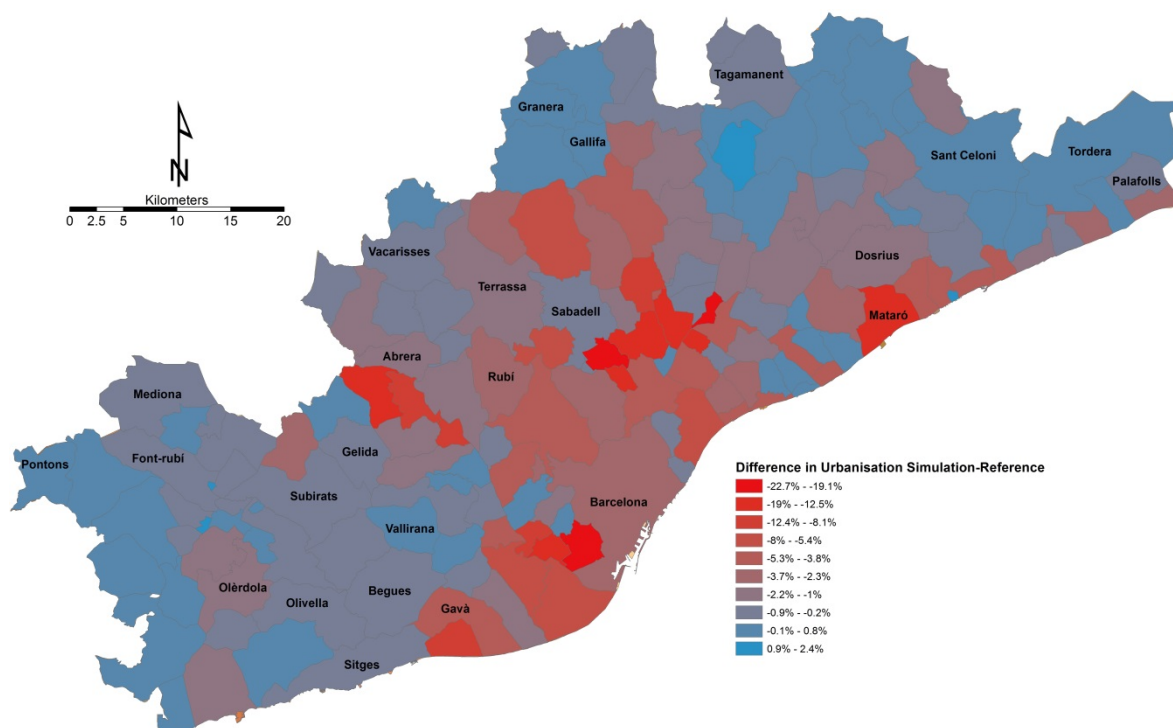 Tagamanent
Granera
Gallifa
Sant Celoni
Tordera
Palafolls
N
Kilometers
0 2.5 5 10 15 20
Vacarisses
Dosrius
Terrassa
Sabadell
Mataró
Abrera
Rubí
Mediona
Gelida
Font-rubí
Pontons
Subirats
Barcelona
Vallirana
Olèrdola
Begues
Olivella
Gavà
Sitges
Difference in Urbanisation Simulation-Reference
-22.7% - -19.1%
-19% - -12.5%
-12.4% - -8.1%
-8% - -5.4%
-5.3% - -3.8%
-3.7% - -2.3%
-2.2% - -1%
-0.9% - -0.2%
-0.1% - 0.8%
0.9% - 2.4%